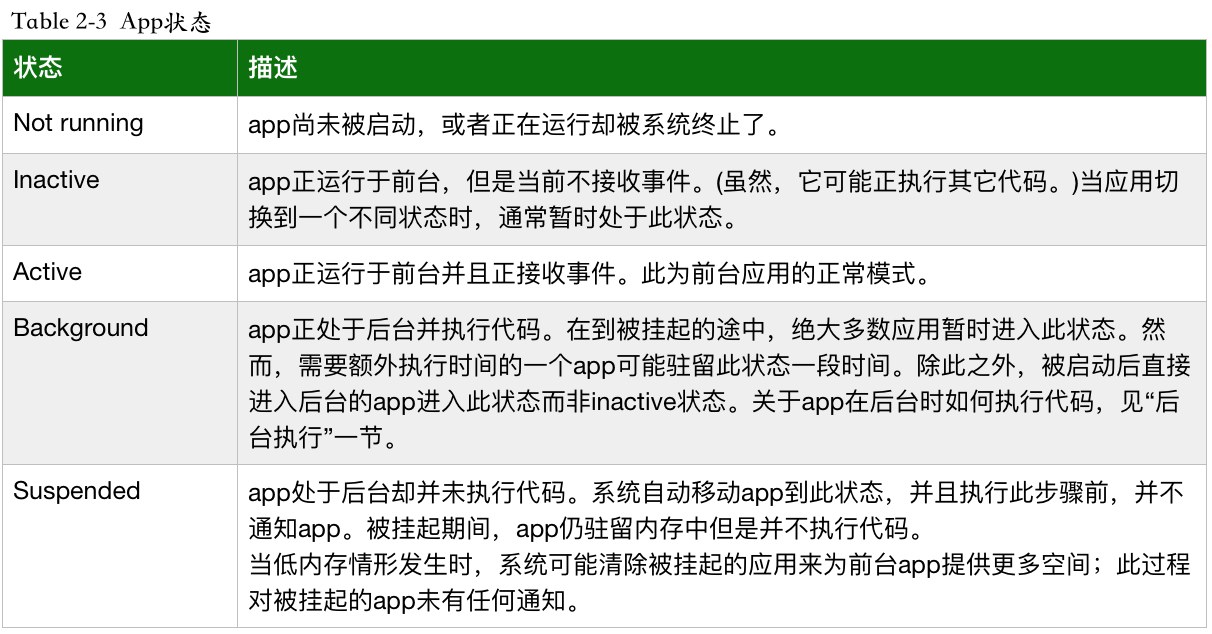 Table 2-3 App状态
状态
描述
Not running
app尚未被启动，或者正在运行却被系统终止了。
Inactive
app正运行于前台，但是当前不接收事件。(虽然，它可能正执行其它代码。)当应用切
换到一个不同状态时，通常暂时处于此状态。
Active
app正运行于前台并且正接收事件。此为前台应用的正常模式。
Background
app正处于后台并执行代码。在到被挂起的途中，绝大多数应用暂时进入此状态。然
而，需要额外执行时间的一个app可能驻留此状态一段时间。除此之外，被启动后直接
进入后台的app进入此状态而非inactive状态。关于app在后台时如何执行代码，见“后
台执行”一节。
Suspended
app处于后台却并未执行代码。系统自动移动app到此状态，并且执行此步骤前，并不
通知app。被挂起期间，app仍驻留内存中但是并不执行代码。
当低内存情形发生时，系统可能清除被挂起的应用来为前台app提供更多空间；此过程
对被挂起的app未有任何通知。